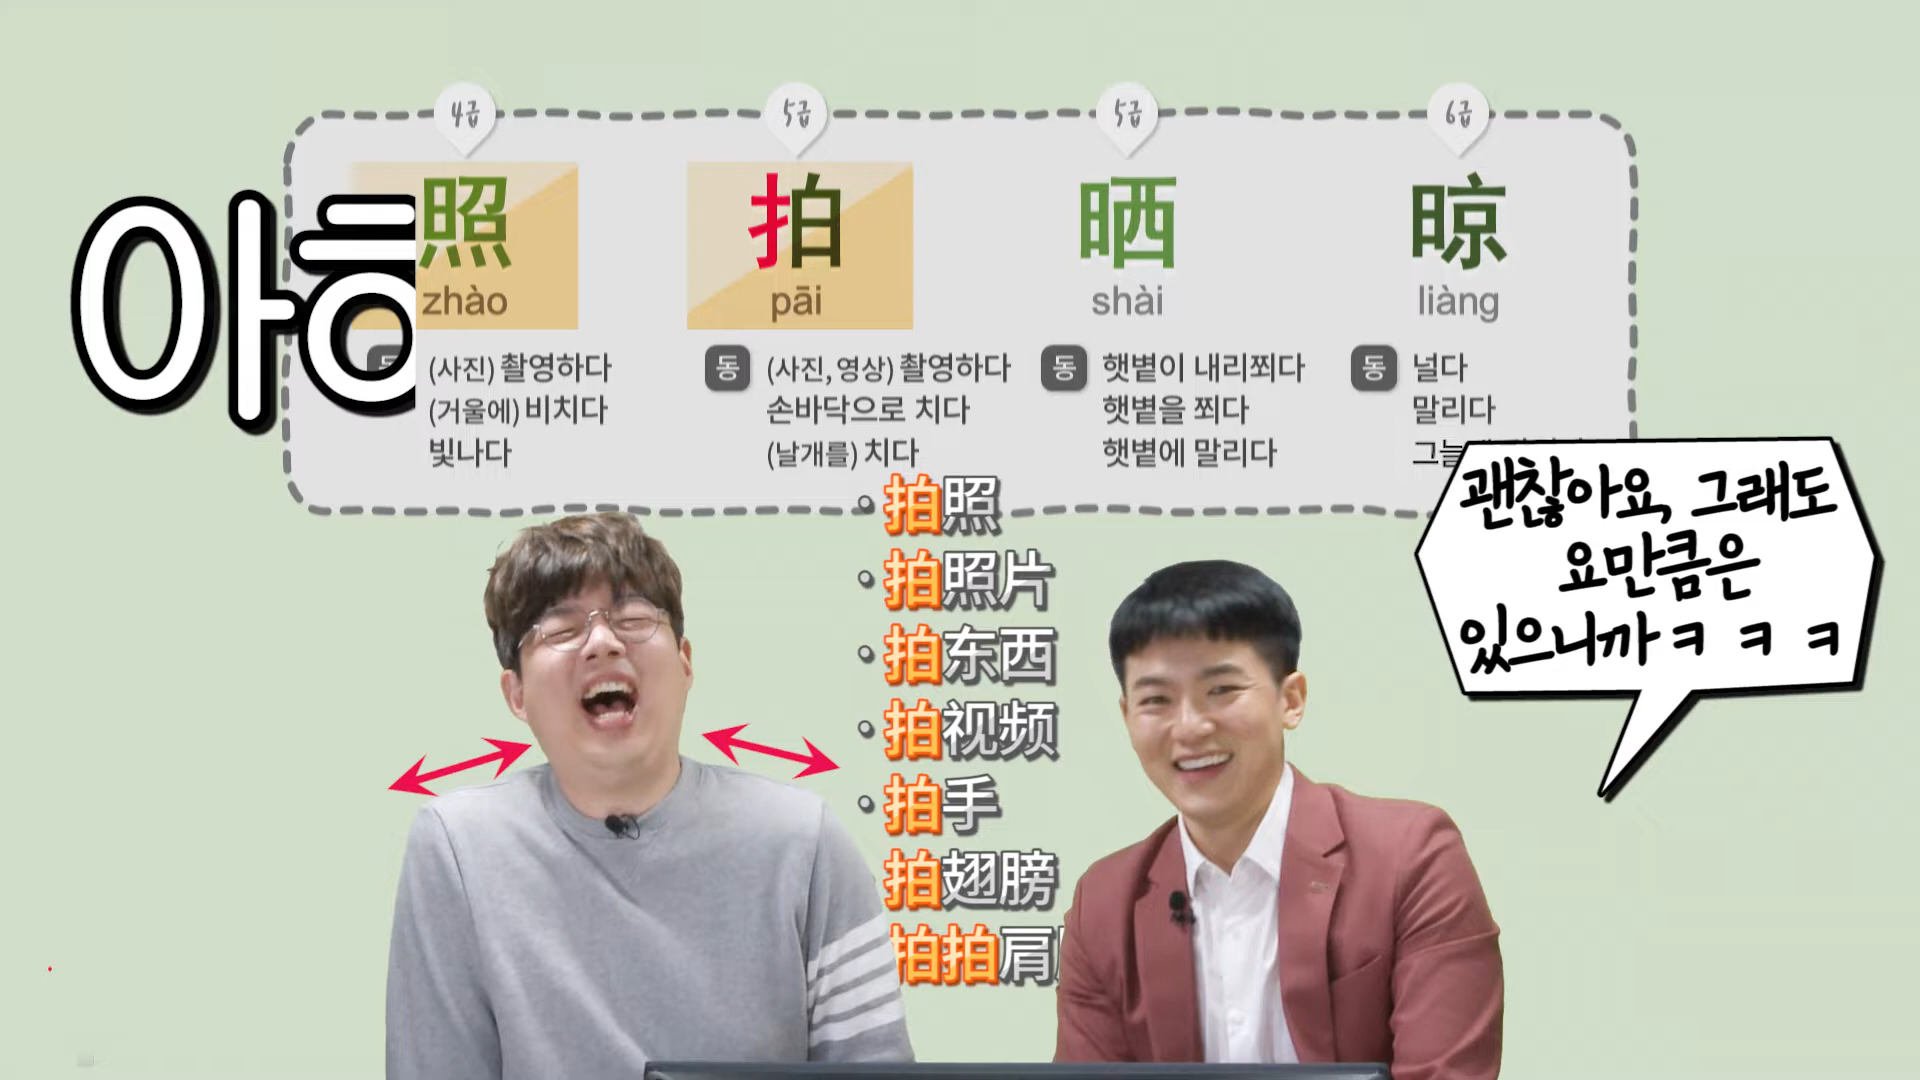 4급
5급
5급
6급
아
照
拍
晒
晾
zhào
pāi
shài
liàng
(사진) 촬영하다
(거울에) 비치다
빛나다
동
(사진, 영상) 촬영하다
손바닥으로 치다
(날개를) 치다
동
햇볕이 내리쬐다
햇볕을 쬐다
햇볕에 말리다
동
널다
말리다
• 拍照
• 拍照片
• 拍东西
• 拍视频
• 拍手
拍翅膀
拍拍肩
괜찮아요, 그래도
요만큼은
있으니까ㅋ ㅋ ㅋ